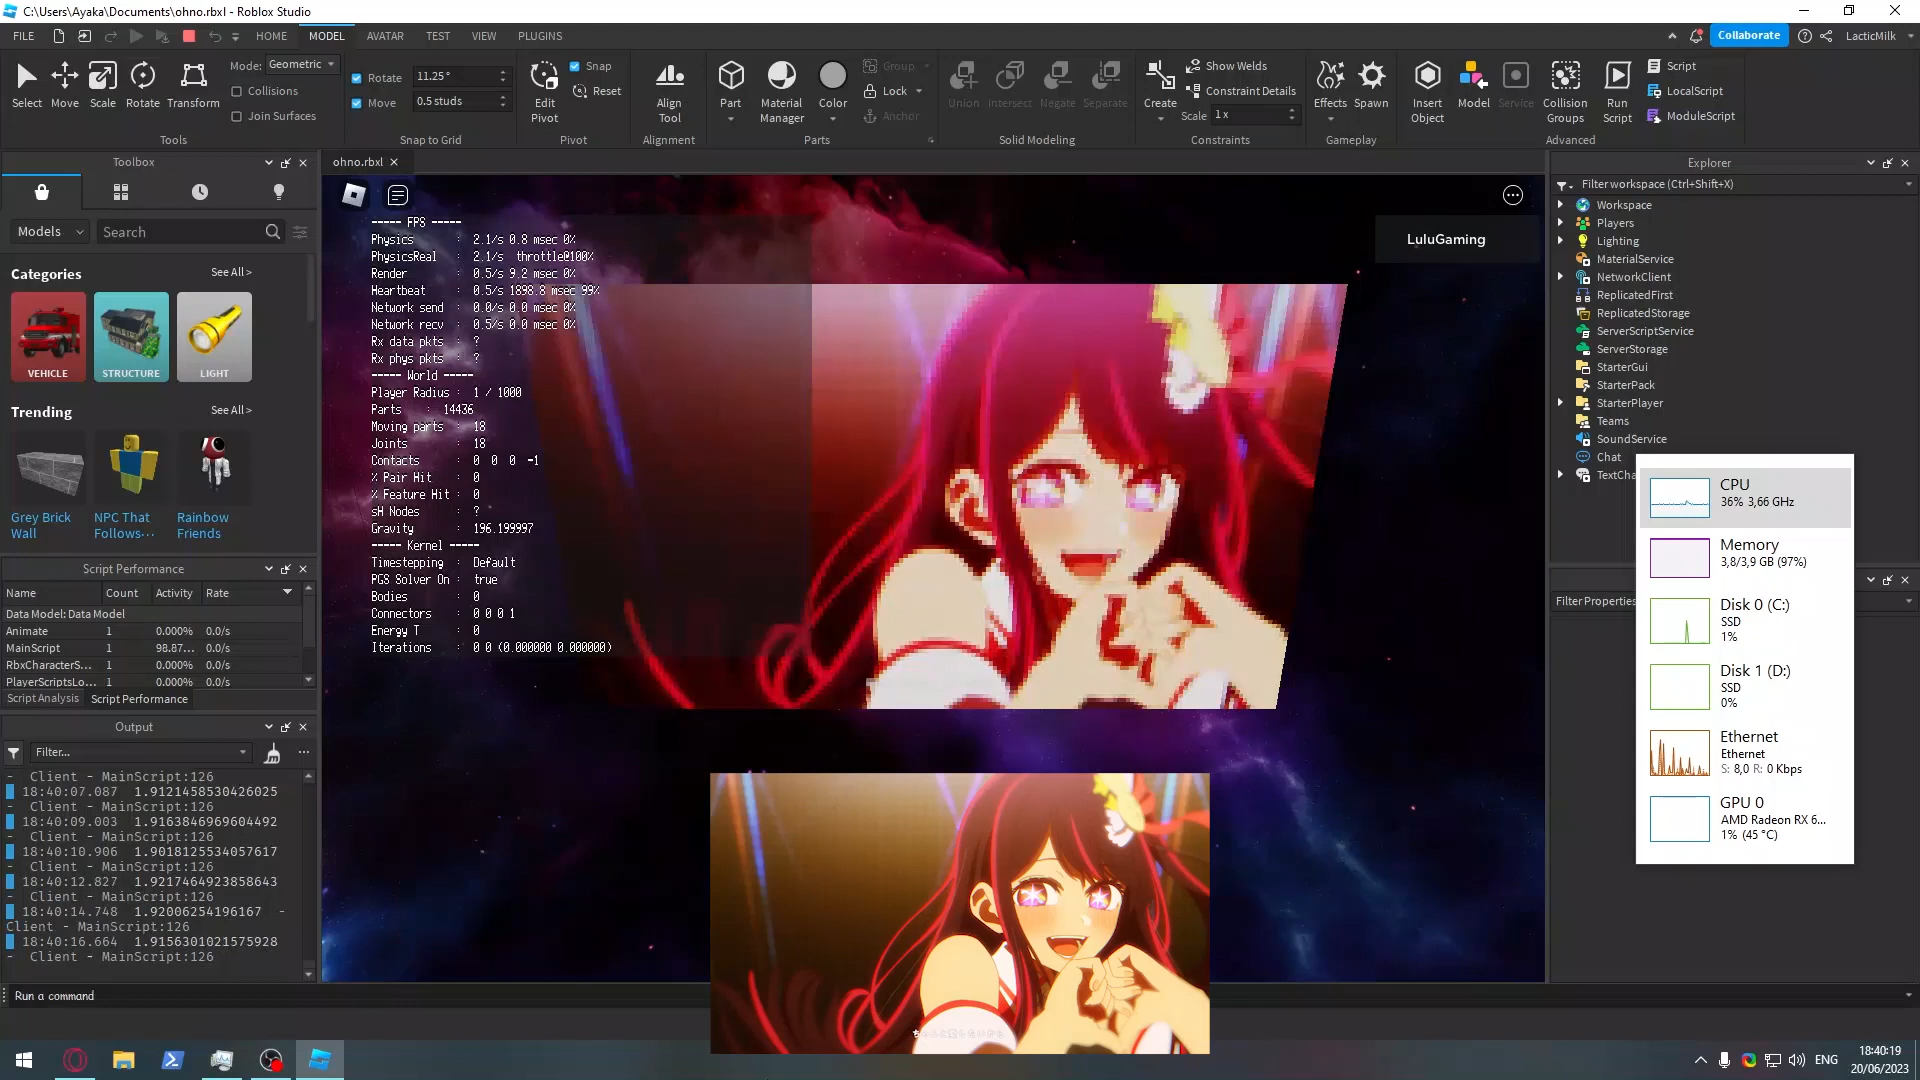 C:\Users\Ayaka\Documents\ohno.rbxl - Roblox Studio
FILE HOME MODEL AVATAR TEST VIEW PLUGINS Collaborate LacticMilk
Select Move Scale Rotate Transform
Mode: Geometric
Collisions
Join Surfaces
Tools
Rotate 11.25°
Move 0.5 studs
Snap to Grid
Edit Pivot
Snap
Reset
Pivot
Align Tool
Alignment
Part Material Manager Color
Group
Lock
Anchor
Parts
Union Intersect Negate Separate
Solid Modeling
Create
Show Welds
Constraint Details
Scale 1 x
Constraints
Effects Spawn
Gameplay
Insert Object Model Service Collision Groups Run Script
Script
LocalScript
ModuleScript
Advanced
Toolbox
Models Search
Categories See All >
VEHICLE STRUCTURE LIGHT
Trending See All >
Grey Brick Wall
NPC That Follows···
Rainbow Friends
Script Performance
Name Count Activity Rate
Data Model: Data Model
Animate 1 0.000% 0.0/s
MainScript 1 98.87... 0.0/s
RbxCharacterS... 1 0.000% 0.0/s
PlayerScriptsLo... 1 0.000% 0.0/s
Script Analysis Script Performance
Output
Filter...
- Client - MainScript:126
18:40:07.087 1.9121458530426025
- Client - MainScript:126
18:40:09.003 1.9163846969604492
- Client - MainScript:126
18:40:10.906 1.9018125534057617
- Client - MainScript:126
18:40:12.827 1.9217464923858643
- Client - MainScript:126
18:40:14.748 1.92006254196167 -
Client - MainScript:126
18:40:16.664 1.9156301021575928
- Client - MainScript:126
Run a command
ohno.rbxl
----- FPS -----
Physics : 2.1/s 0.8 msec 0%
PhysicsReal : 2.1/s throttle@100%
Render : 0.5/s 9.2 msec 0%
Heartbeat : 0.5/s 1898.8 msec 99%
Network send : 0.0/s 0.0 msec 0%
Network recv : 0.5/s 0.0 msec 0%
Rx data pkts : ?
Rx phys pkts : ?
----- World -----
Player Radius : 1 / 1000
Parts : 14436
Moving parts : 18
Joints : 18
Contacts : 0 0 0 -1
% Pair Hit : 0
% Feature Hit : 0
sH Nodes : ?
Gravity : 196.199997
----- Kernel -----
Timestepping : Default
PGS Solver On : true
Bodies : 0
Connectors : 0 0 0 1
Energy T : 0
Iterations : 0 0 (0.000000 0.000000)
LuluGaming
Explorer
Filter workspace (Ctrl+Shift+X)
Workspace
Players
Lighting
MaterialService
NetworkClient
ReplicatedFirst
ReplicatedStorage
ServerScriptService
ServerStorage
StarterGui
StarterPack
StarterPlayer
Teams
SoundService
Chat
TextCha
Filter Properties
CPU
36% 3,66 GHz
Memory
3,8/3,9 GB (97%)
Disk 0 (C:)
SSD
1%
Disk 1 (D:)
SSD
0%
Ethernet
Ethernet
S: 8,0 R: 0 Kbps
GPU 0
AMD Radeon RX 6...
1% (45 °C)
ENG
18:40:19
20/06/2023